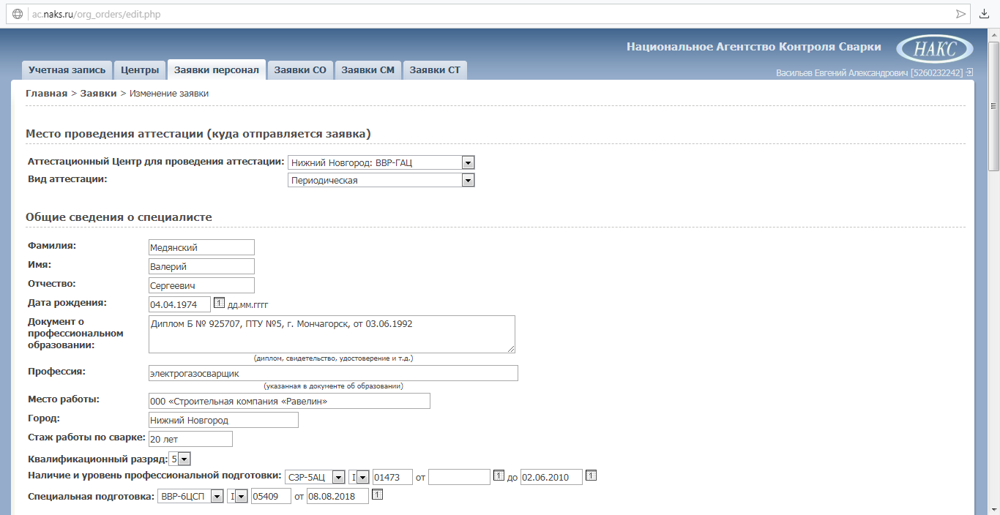 ac.naks.ru/org_orders/edit.php
Национальное Агентство Контроля Сварки
НАКС
Учетная запись Центры Заявки персонал Заявки СО Заявки СМ Заявки СТ
Васильев Евгений Александрович [5260232242]
Главная > Заявки > Изменение заявки
Место проведения аттестации (куда отправляется заявка)
Аттестационный Центр для проведения аттестации: Нижний Новгород: ВВР-ГАЦ
Вид аттестации: Периодическая
Общие сведения о специалисте
Фамилия: Медянский
Имя: Валерий
Отчество: Сергеевич
Дата рождения: 04.04.1974 1 дд.мм.гггг
Документ о
профессиональном
образовании:
Диплом Б № 925707, ПТУ №5, г. Мончагорск, от 03.06.1992
(диплом, свидетельство, удостоверение и т.д.)
Профессия: электрогазосварщик
(указанная в документе об образовании)
Место работы: 000 «Строительная компания «Равелин»
Город: Нижний Новгород
Стаж работы по сварке: 20 лет
Квалификационный разряд: 5
Наличие и уровень профессиональной подготовки: СЗР-5АЦ I 01473 от 1 до 02.06.2010 1
Специальная подготовка: ВВР-6ЦСП I 05409 от 08.08.2018 1